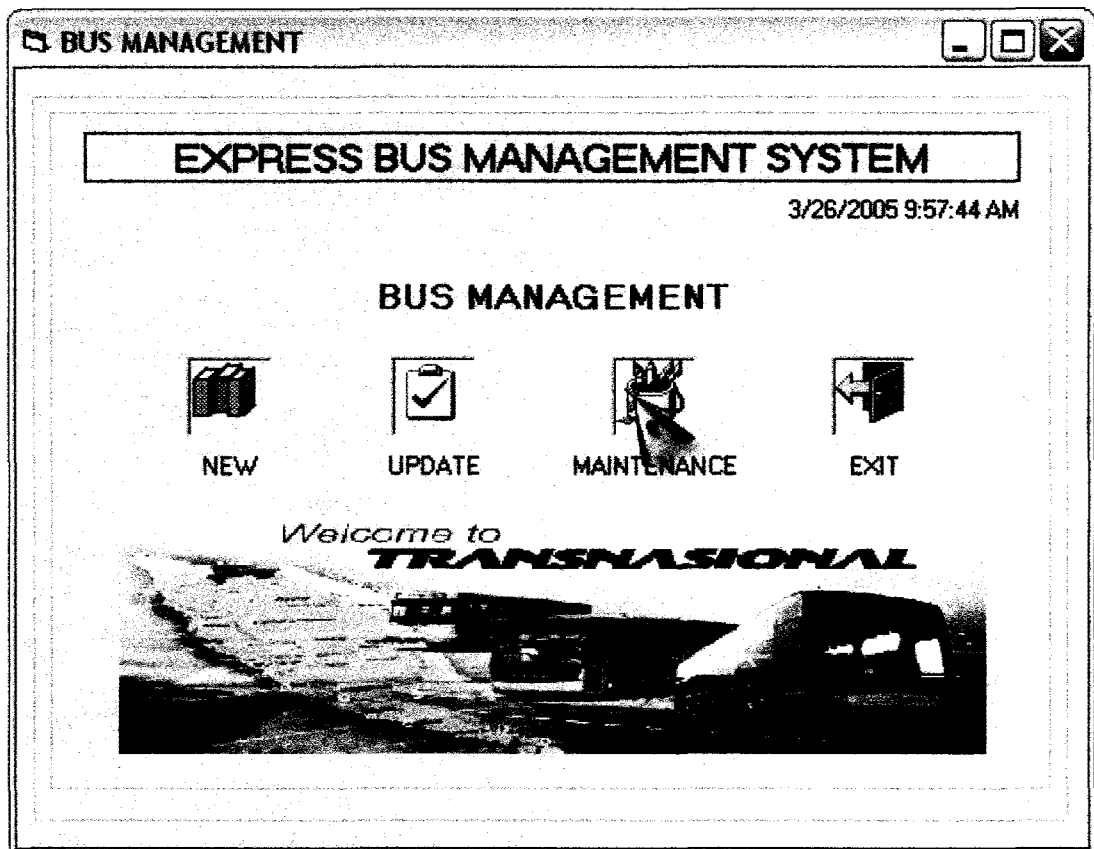 BUS MANAGEMENT
EXPRESS BUS MANAGEMENT SYSTEM
3/26/2005 9:57:44 AM
BUS MANAGEMENT
NEW UPDATE MAINTENANCE EXIT
Welcome to
TRANSNASIONAL